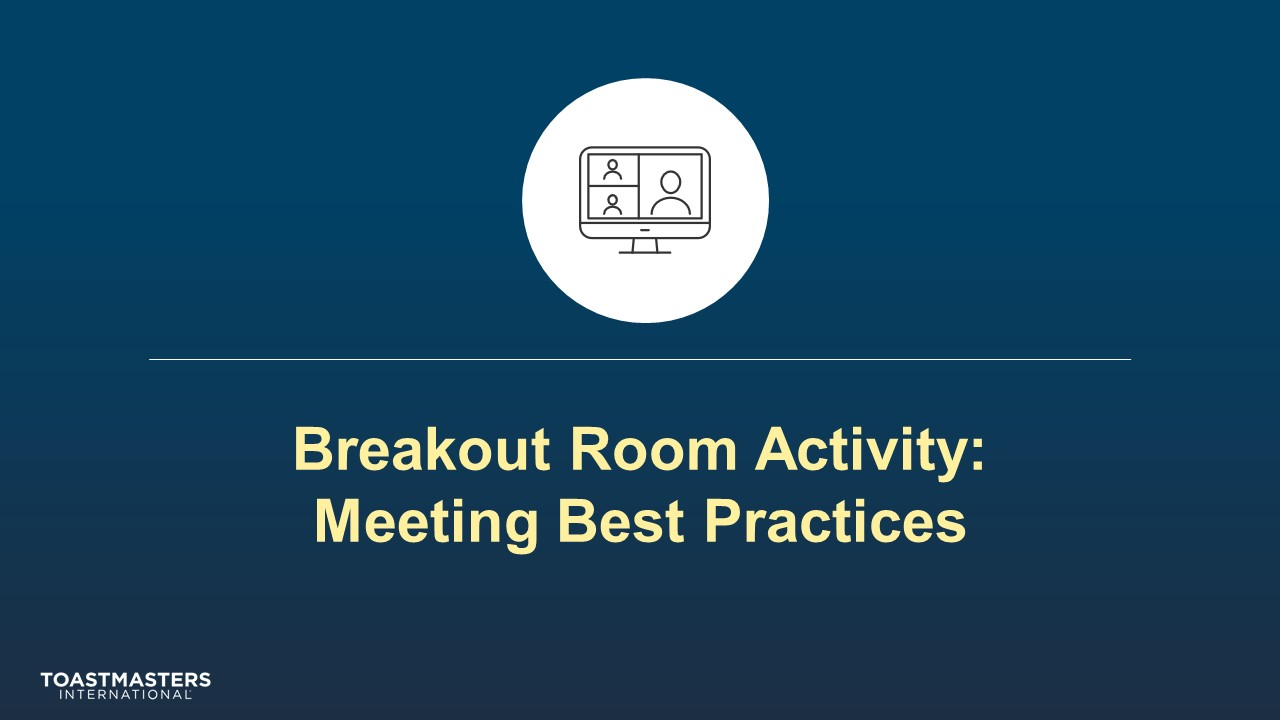 Breakout Room Activity:
Meeting Best Practices
TOASTMASTERS
INTERNATIONAL